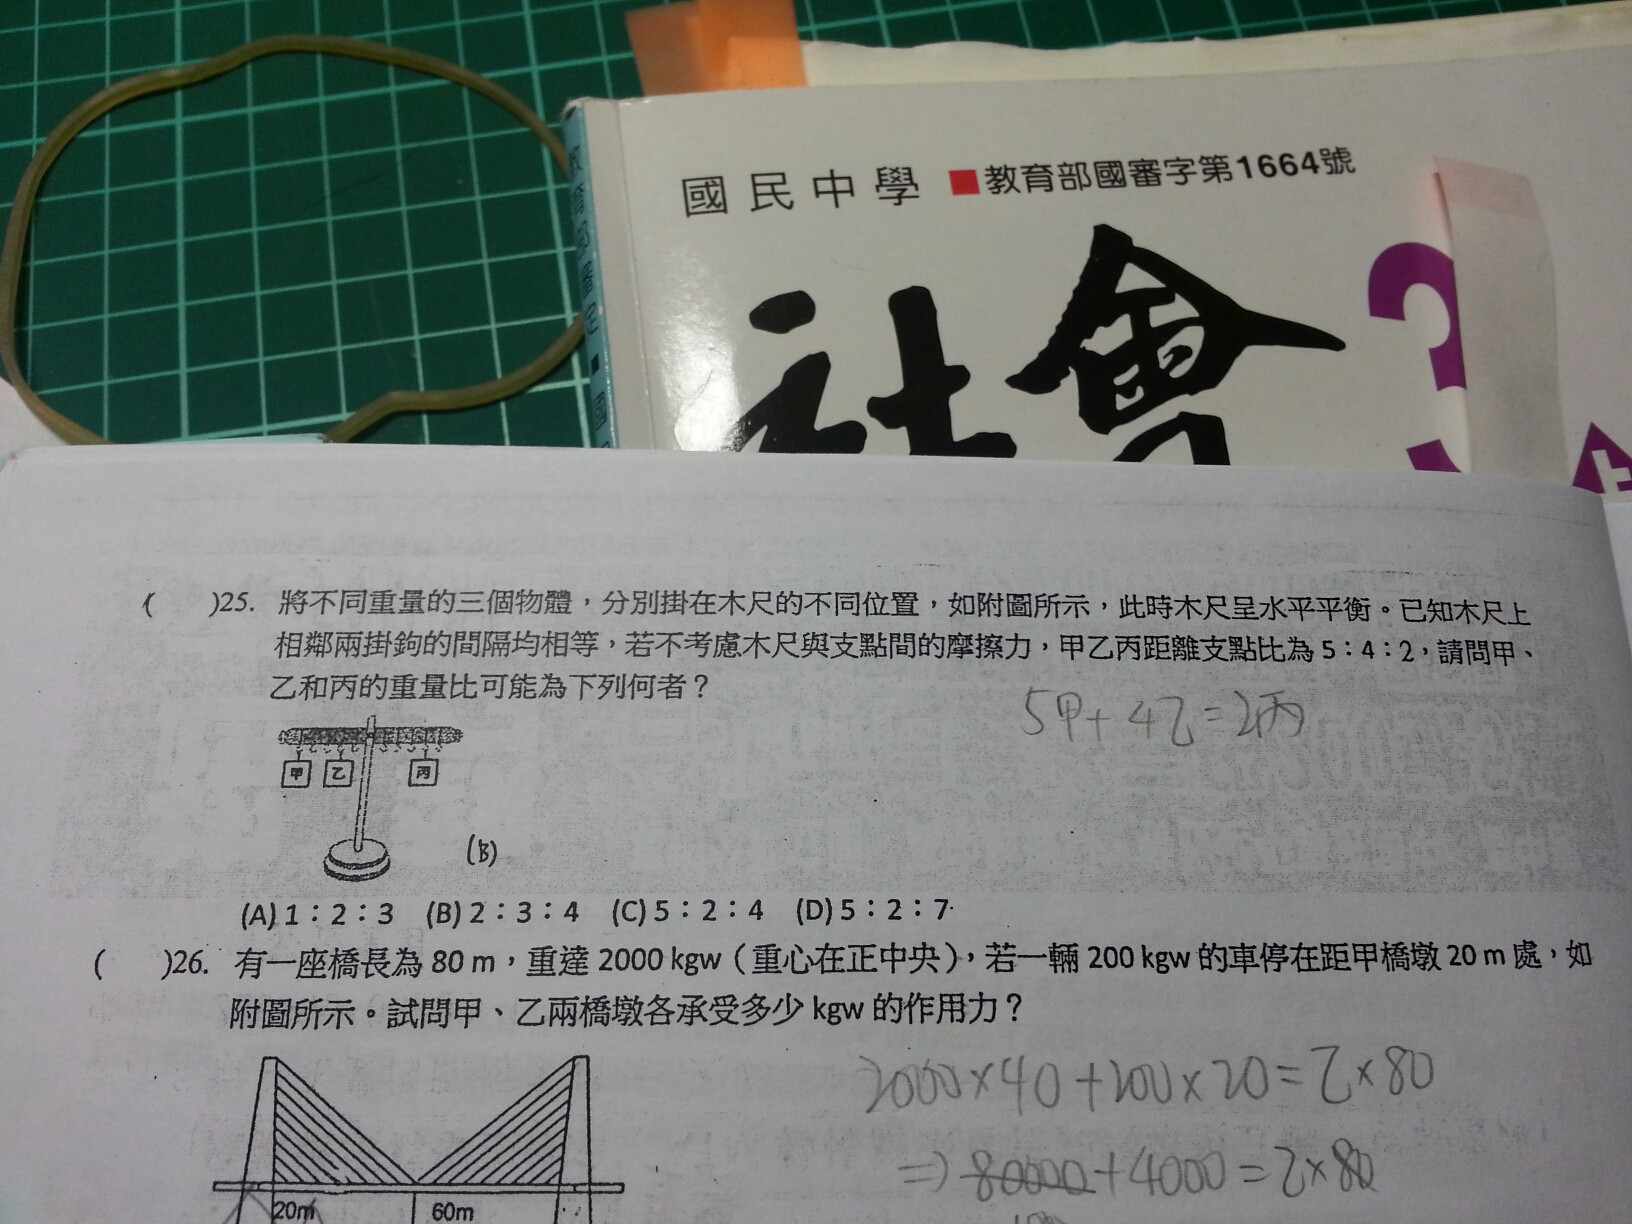 國民中學 ■教育部國審字第1664號
社會
上
教育部審定■國
( )25. 將不同重量的三個物體，分別掛在木尺的不同位置，如附圖所示，此時木尺呈水平平衡。已知木尺上
相鄰兩掛鉤的間隔均相等，若不考慮木尺與支點間的摩擦力，甲乙丙距離支點比為 5：4：2，請問甲、
乙和丙的重量比可能為下列何者？
5甲+4乙=2丙
甲 乙 丙
(B)
(A) 1：2：3 (B) 2：3：4 (C) 5：2：4 (D) 5：2：7
( )26. 有一座橋長為 80 m，重達 2000 kgw（重心在正中央），若一輛 200 kgw 的車停在距甲橋墩 20 m 處，如
附圖所示。試問甲、乙兩橋墩各承受多少 kgw 的作用力？
2000×40+200×20=乙×80
⇒80000+4000=乙×80
20m 60m